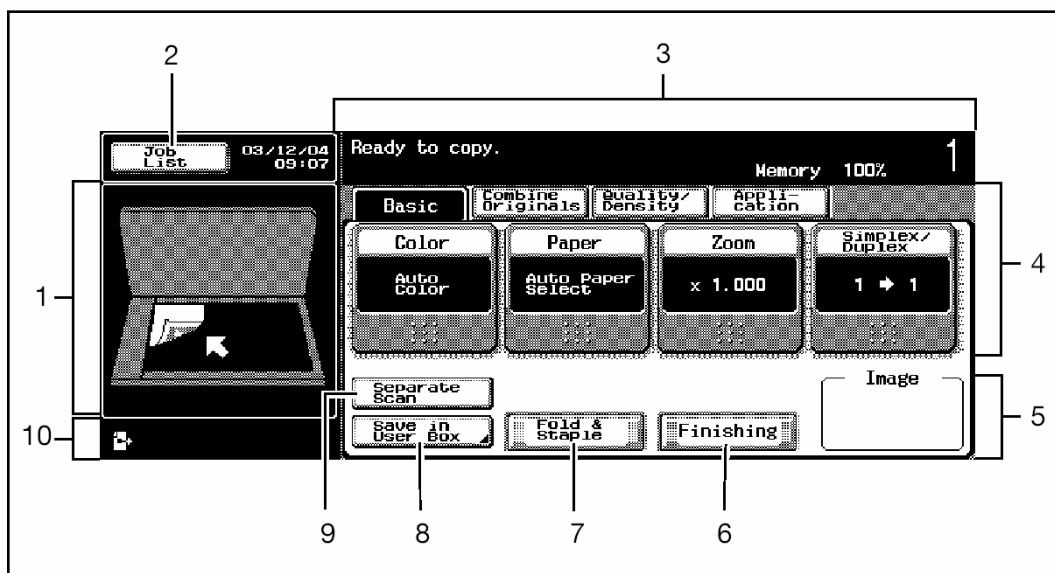 2
3
Job
List
03/12/04
09:07
Ready to copy.
Memory 100%
1
Basic
Combine
Originals
Quality/
Density
Appli-
cation
4
Color
Paper
Zoom
Simplex/
Duplex
Auto
Color
Auto Paper
Select
x 1.000
1 → 1
1
Separate
Scan
Image
5
10
Save in
User Box
Fold &
Staple
Finishing
9
8
7
6